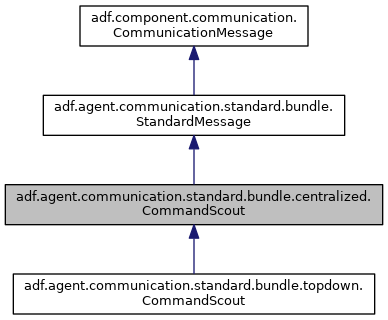 adf.component.communication.
CommunicationMessage
adf.agent.communication.standard.bundle.
StandardMessage
adf.agent.communication.standard.bundle.centralized.
CommandScout
adf.agent.communication.standard.bundle.topdown.
CommandScout